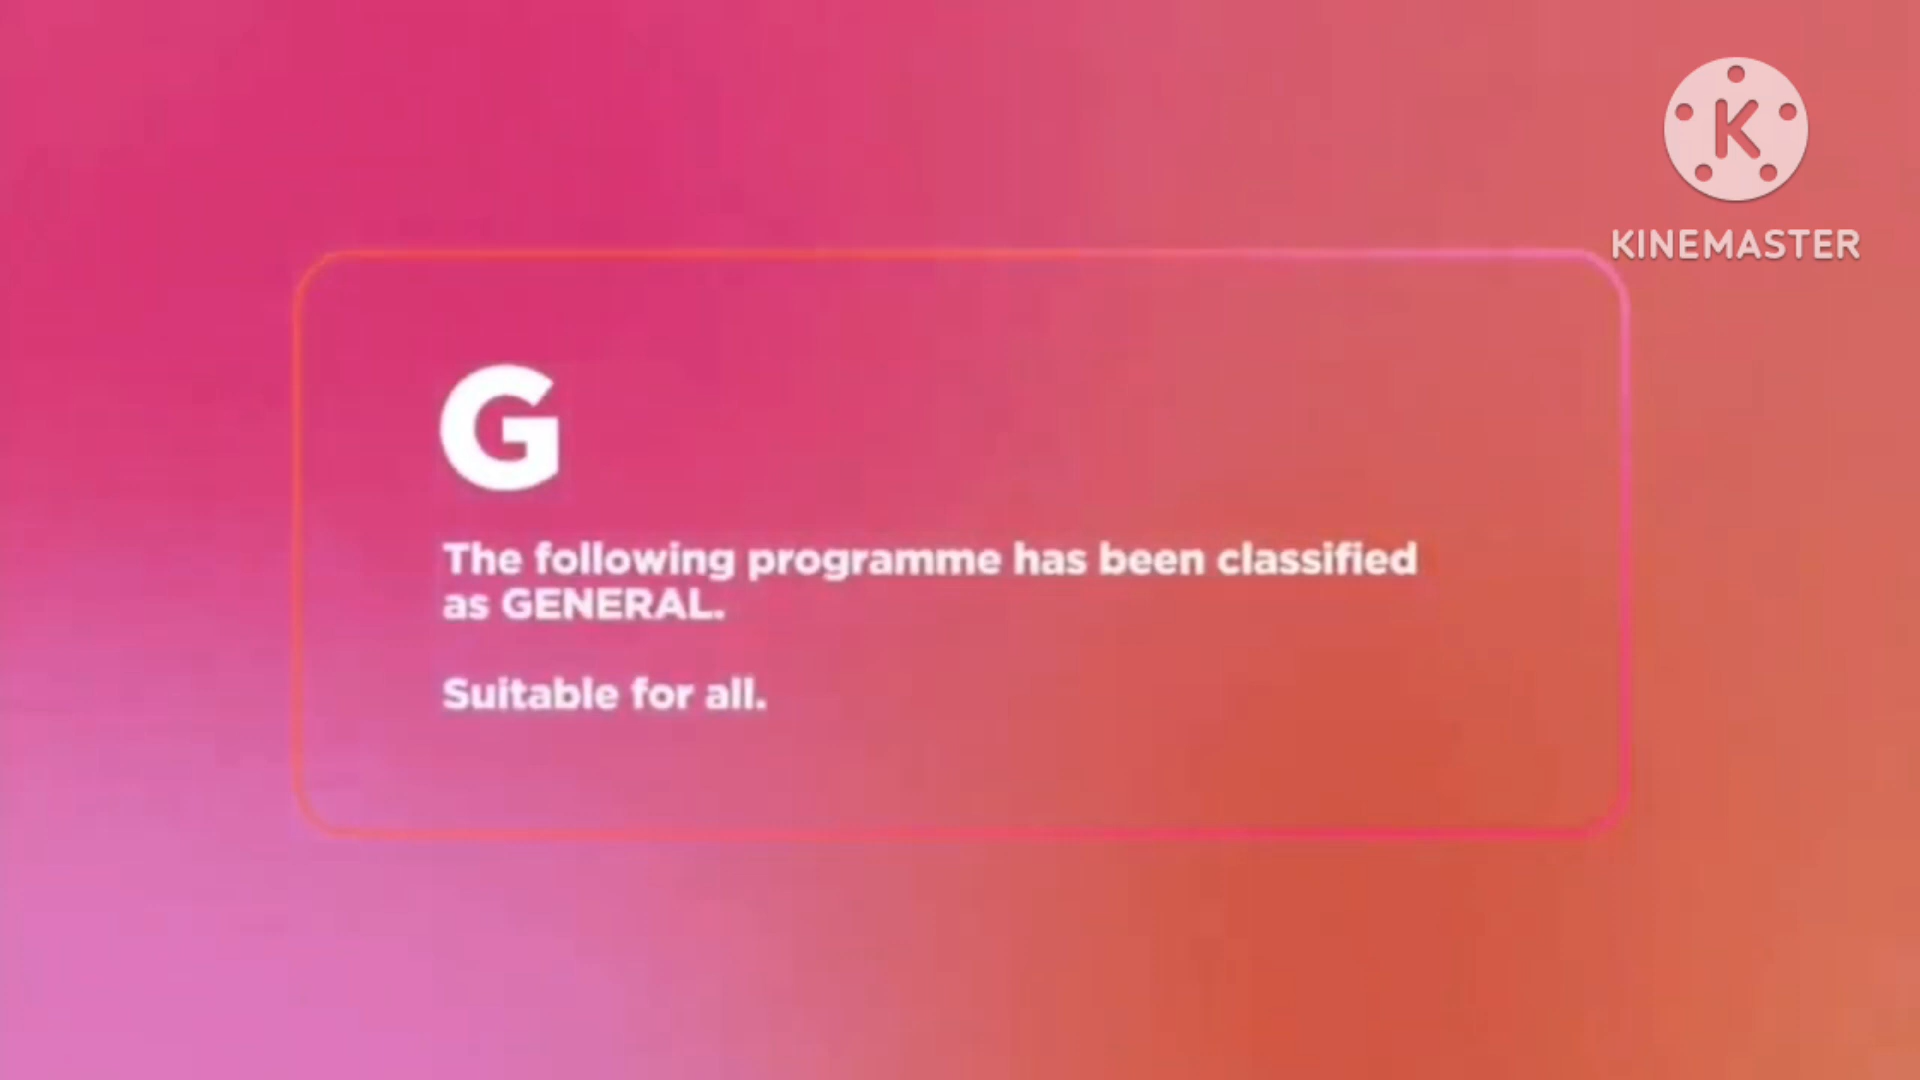 K
KINEMASTER
G
The following programme has been classified
as GENERAL.
Suitable for all.